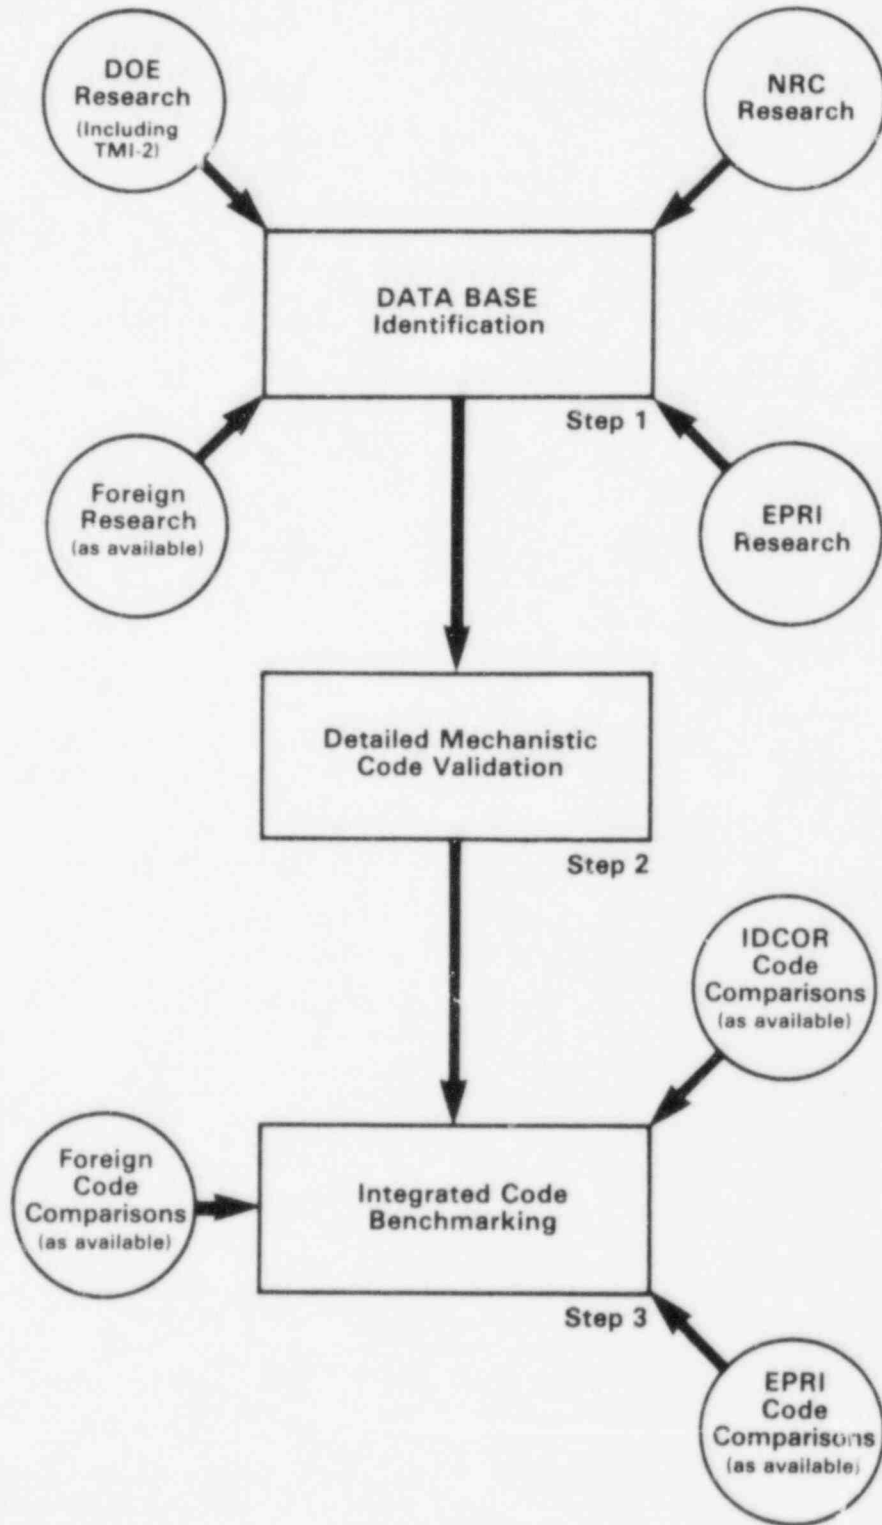 DOE
Research
(Including
TMI-2)
NRC
Research
DATA BASE
Identification
Step 1
Foreign
Research
(as available)
EPRI
Research
Detailed Mechanistic
Code Validation
Step 2
IDCOR
Code
Comparisons
(as available)
Foreign
Code
Comparisons
(as available)
Integrated Code
Benchmarking
Step 3
EPRI
Code
Comparisons
(as available)